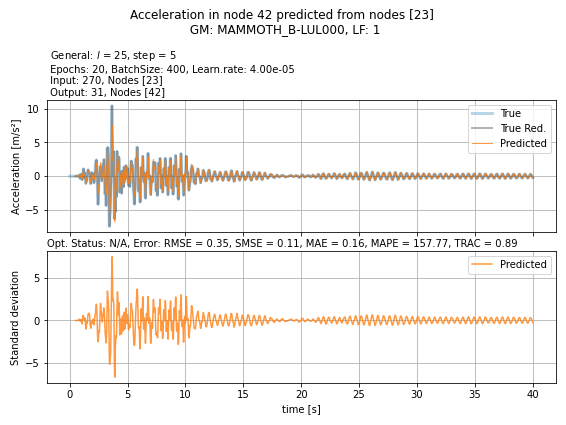 Acceleration in node 42 predicted from nodes [23]
GM: MAMMOTH_B-LUL000, LF: 1
General: l = 25, step = 5
Epochs: 20, BatchSize: 400, Learn.rate: 4.00e-05
Input: 270, Nodes [23]
Output: 31, Nodes [42]
Acceleration [m/s²]
10
5
0
−5
True
True Red.
Predicted
Opt. Status: N/A, Error: RMSE = 0.35, SMSE = 0.11, MAE = 0.16, MAPE = 157.77, TRAC = 0.89
Standard deviation
5
0
−5
Predicted
0 5 10 15 20 25 30 35 40
time [s]